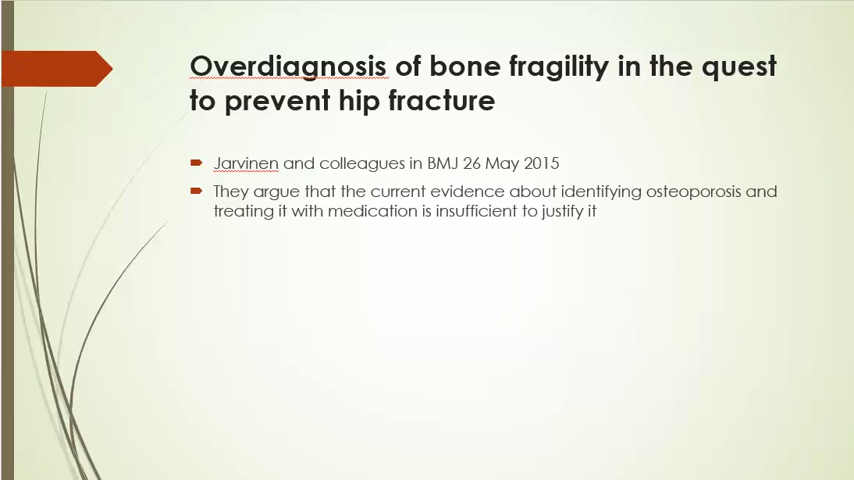 Overdiagnosis of bone fragility in the quest
to prevent hip fracture
Jarvinen and colleagues in BMJ 26 May 2015
They argue that the current evidence about identifying osteoporosis and
treating it with medication is insufficient to justify it